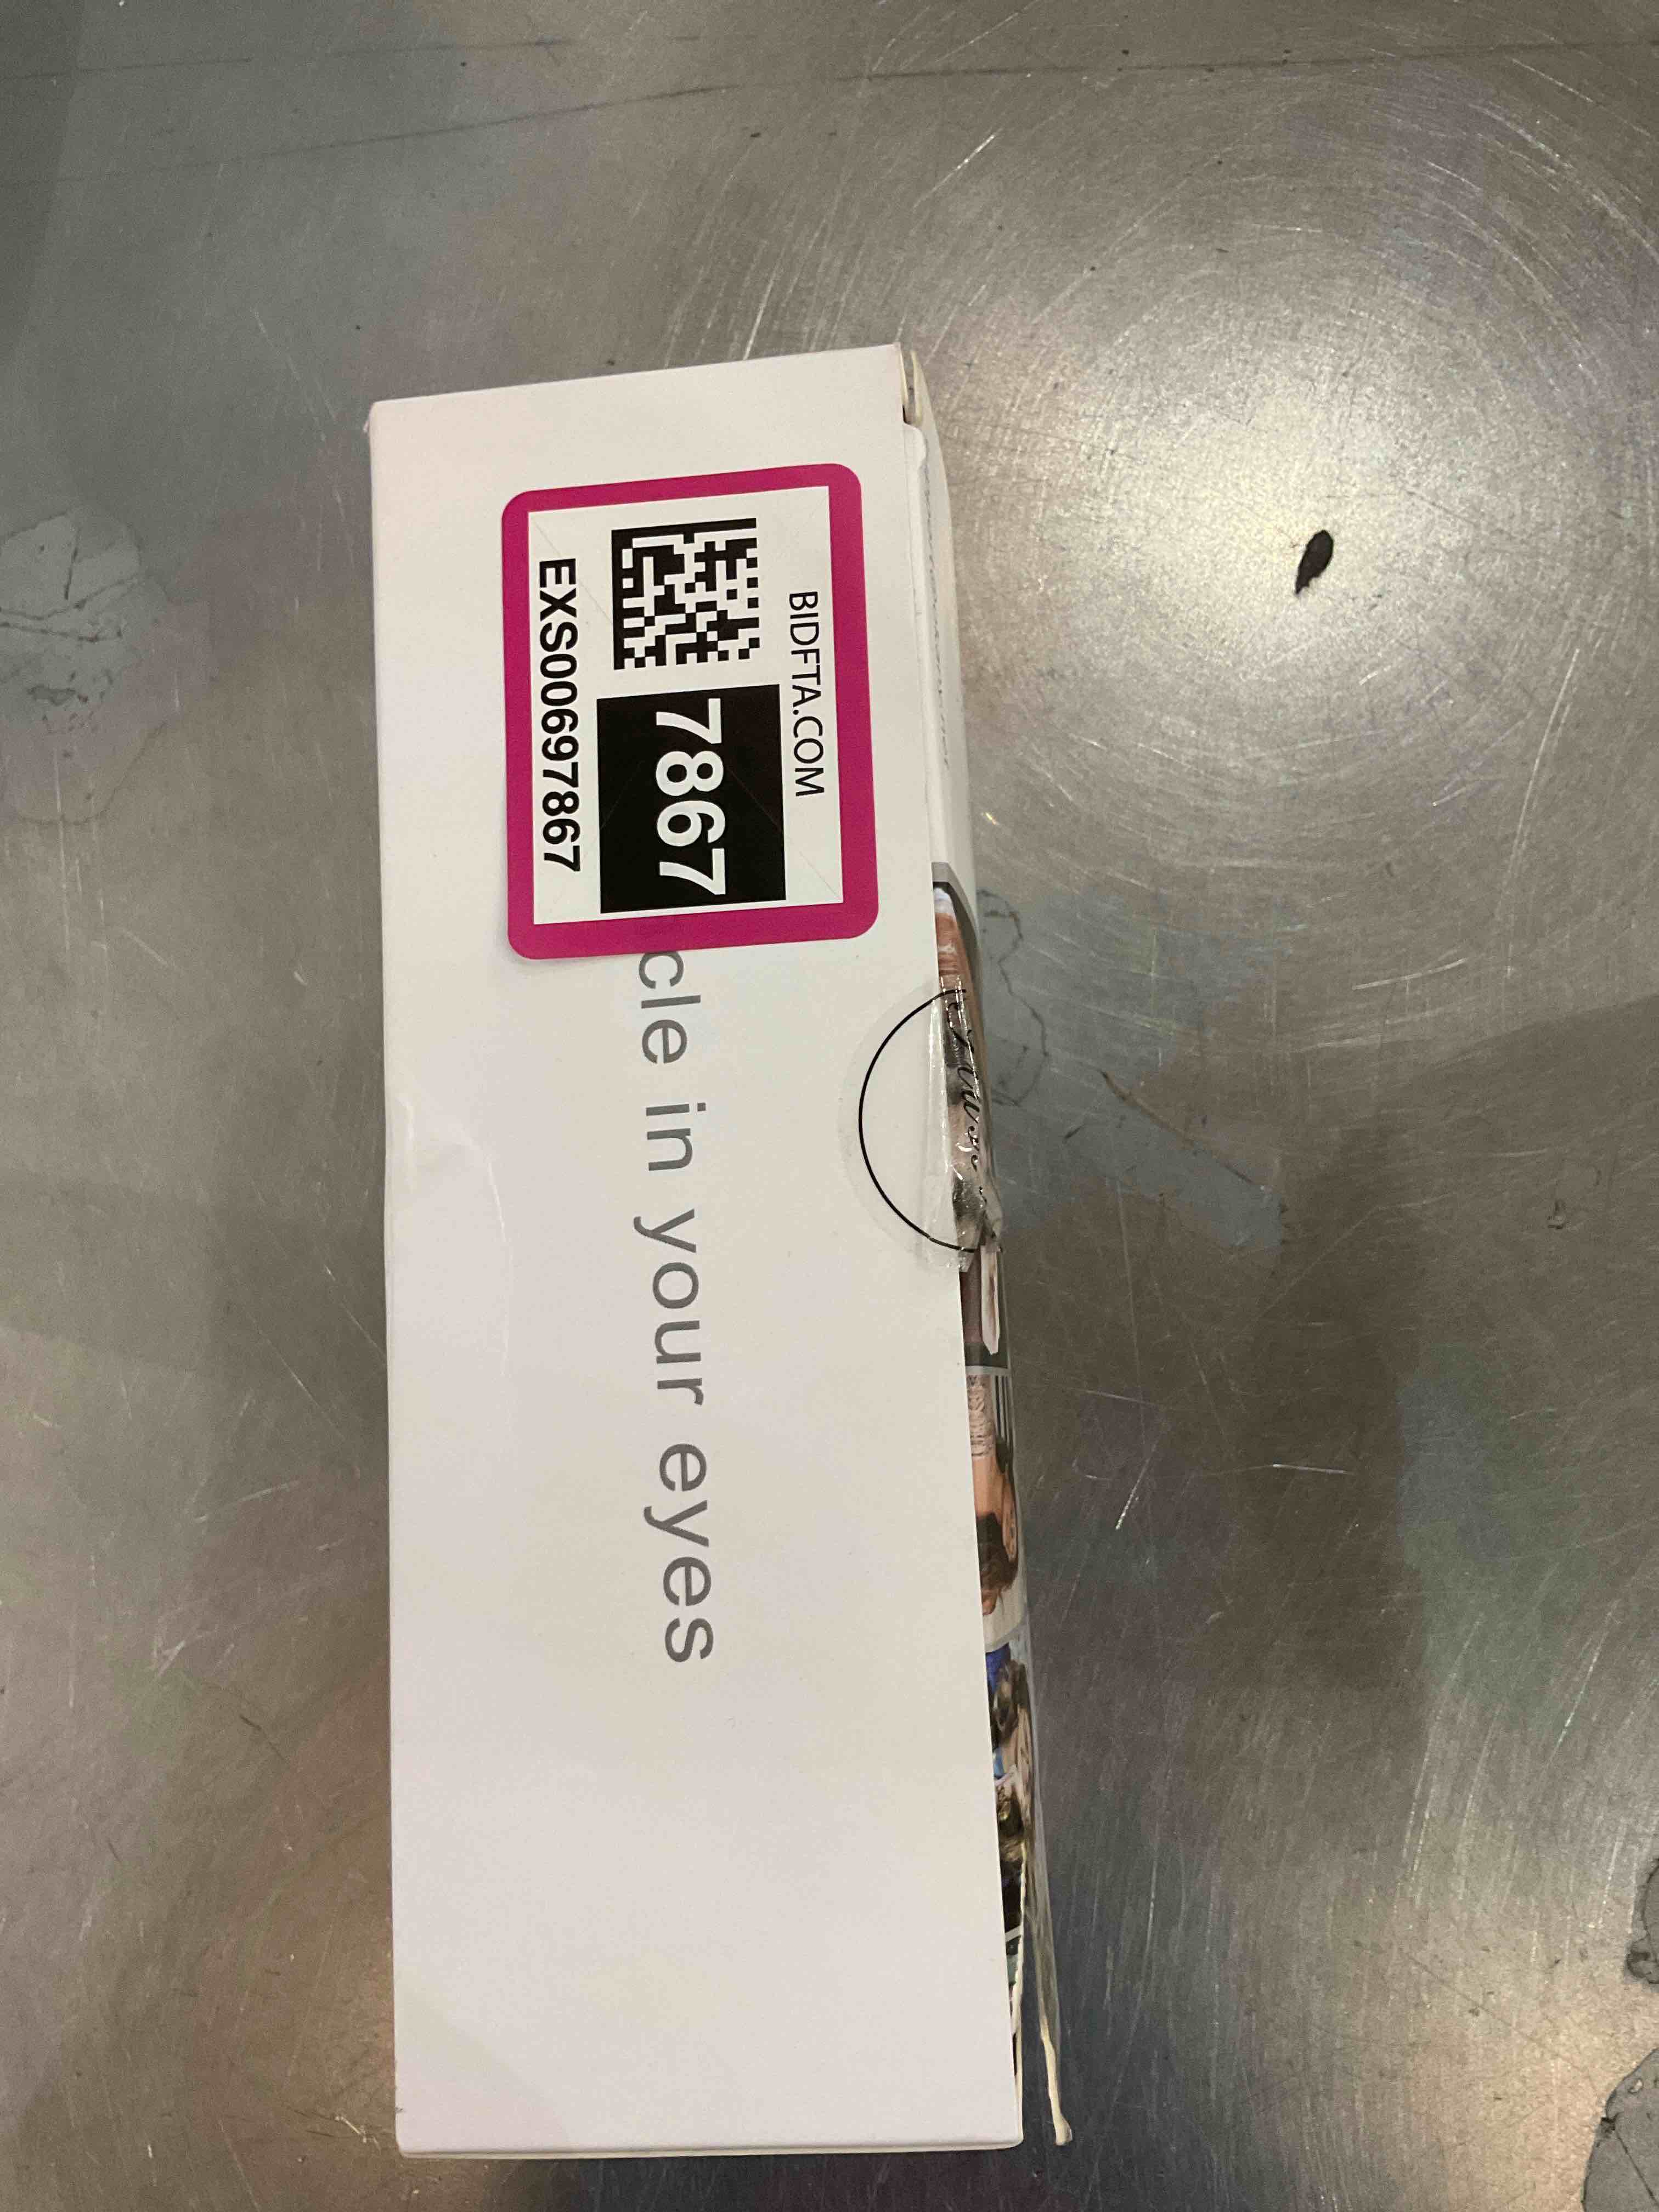 BIDFTA.COM
7867
EXS00697867
cle in your eyes